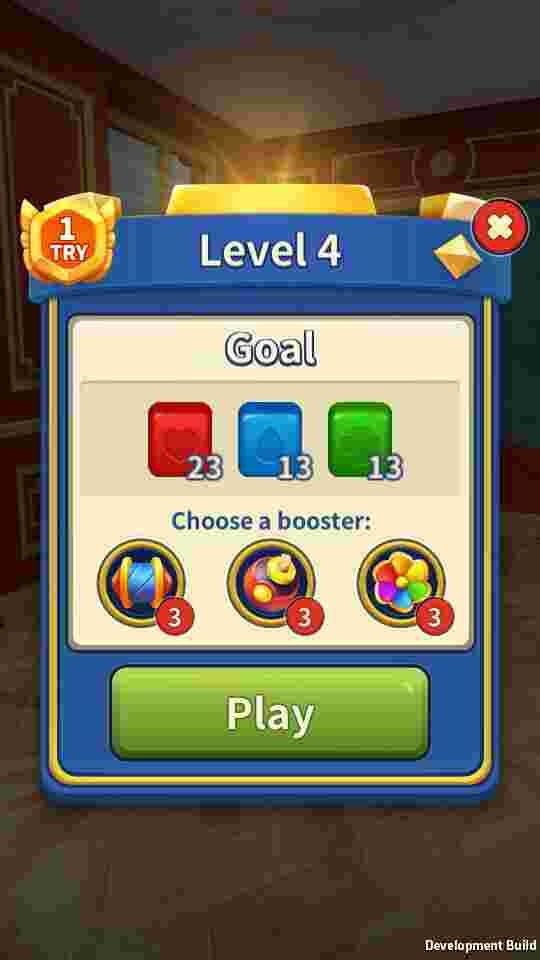 1
TRY
Level 4
Goal
23 13 13
Choose a booster:
3 3 3
Play
Development Build